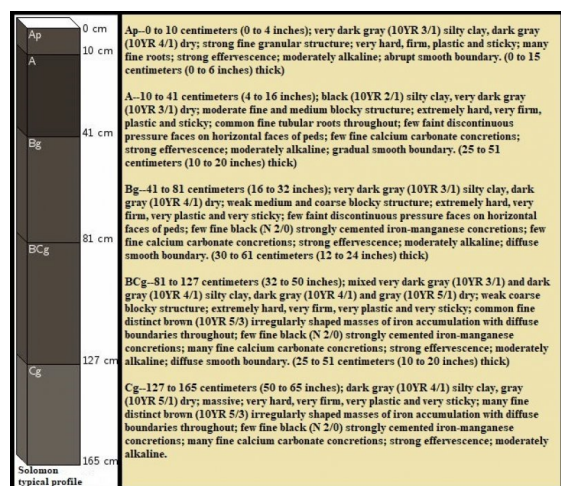 Ap
0 cm
10 cm
A
41 cm
Bg
81 cm
BCg
127 cm
Cg
165 cm
Solomon
typical profile
Ap--0 to 10 centimeters (0 to 4 inches); very dark gray (10YR 3/1) silty clay, dark
gray (10YR 4/1) dry; strong fine granular structure; very hard, firm, plastic and sticky; many
fine roots; strong effervescence; moderately alkaline; abrupt smooth boundary. (0 to 15
centimeters (0 to 6 inches) thick)
A--10 to 41 centimeters (4 to 16 inches); black (10YR 2/1) silty clay, very dark gray
(10YR 3/1) dry; moderate fine and medium blocky structure; extremely hard, very firm,
plastic and sticky; common fine tubular roots throughout; few faint discontinuous
pressure faces on horizontal faces of peds; few fine calcium carbonate concretions;
strong effervescence; moderately alkaline; gradual smooth boundary. (25 to 51
centimeters (10 to 20 inches) thick)
Bg--41 to 81 centimeters (16 to 32 inches); very dark gray (10YR 3/1) silty clay, dark
gray (10YR 4/1) dry; weak medium and coarse blocky structure; extremely hard, very
firm, very plastic and very sticky; few faint discontinuous pressure faces on horizontal
faces of peds; few fine black (N 2/0) strongly cemented iron-manganese concretions; few
fine calcium carbonate concretions; strong effervescence; moderately alkaline; diffuse
smooth boundary. (30 to 61 centimeters (12 to 24 inches) thick)
BCg--81 to 127 centimeters (32 to 50 inches); mixed very dark gray (10YR 3/1) and dark
gray (10YR 4/1) silty clay, dark gray (10YR 4/1) and gray (10YR 5/1) dry; weak coarse
blocky structure; extremely hard, very firm, very plastic and very sticky; common fine
distinct brown (10YR 5/3) irregularly shaped masses of iron accumulation with diffuse
boundaries throughout; few fine black (N 2/0) strongly cemented iron-manganese
concretions; many fine calcium carbonate concretions; strong effervescence; moderately
alkaline; diffuse smooth boundary. (25 to 51 centimeters (10 to 20 inches) thick)
Cg--127 to 165 centimeters (50 to 65 inches); dark gray (10YR 4/1) silty clay, gray
(10YR 5/1) dry; massive; very hard, very firm, very plastic and very sticky; many fine
distinct brown (10YR 5/3) irregularly shaped masses of iron accumulation with diffuse
boundaries throughout; few fine black (N 2/0) strongly cemented iron-manganese
concretions; many fine calcium carbonate concretions; strong effervescence; moderately
alkaline.